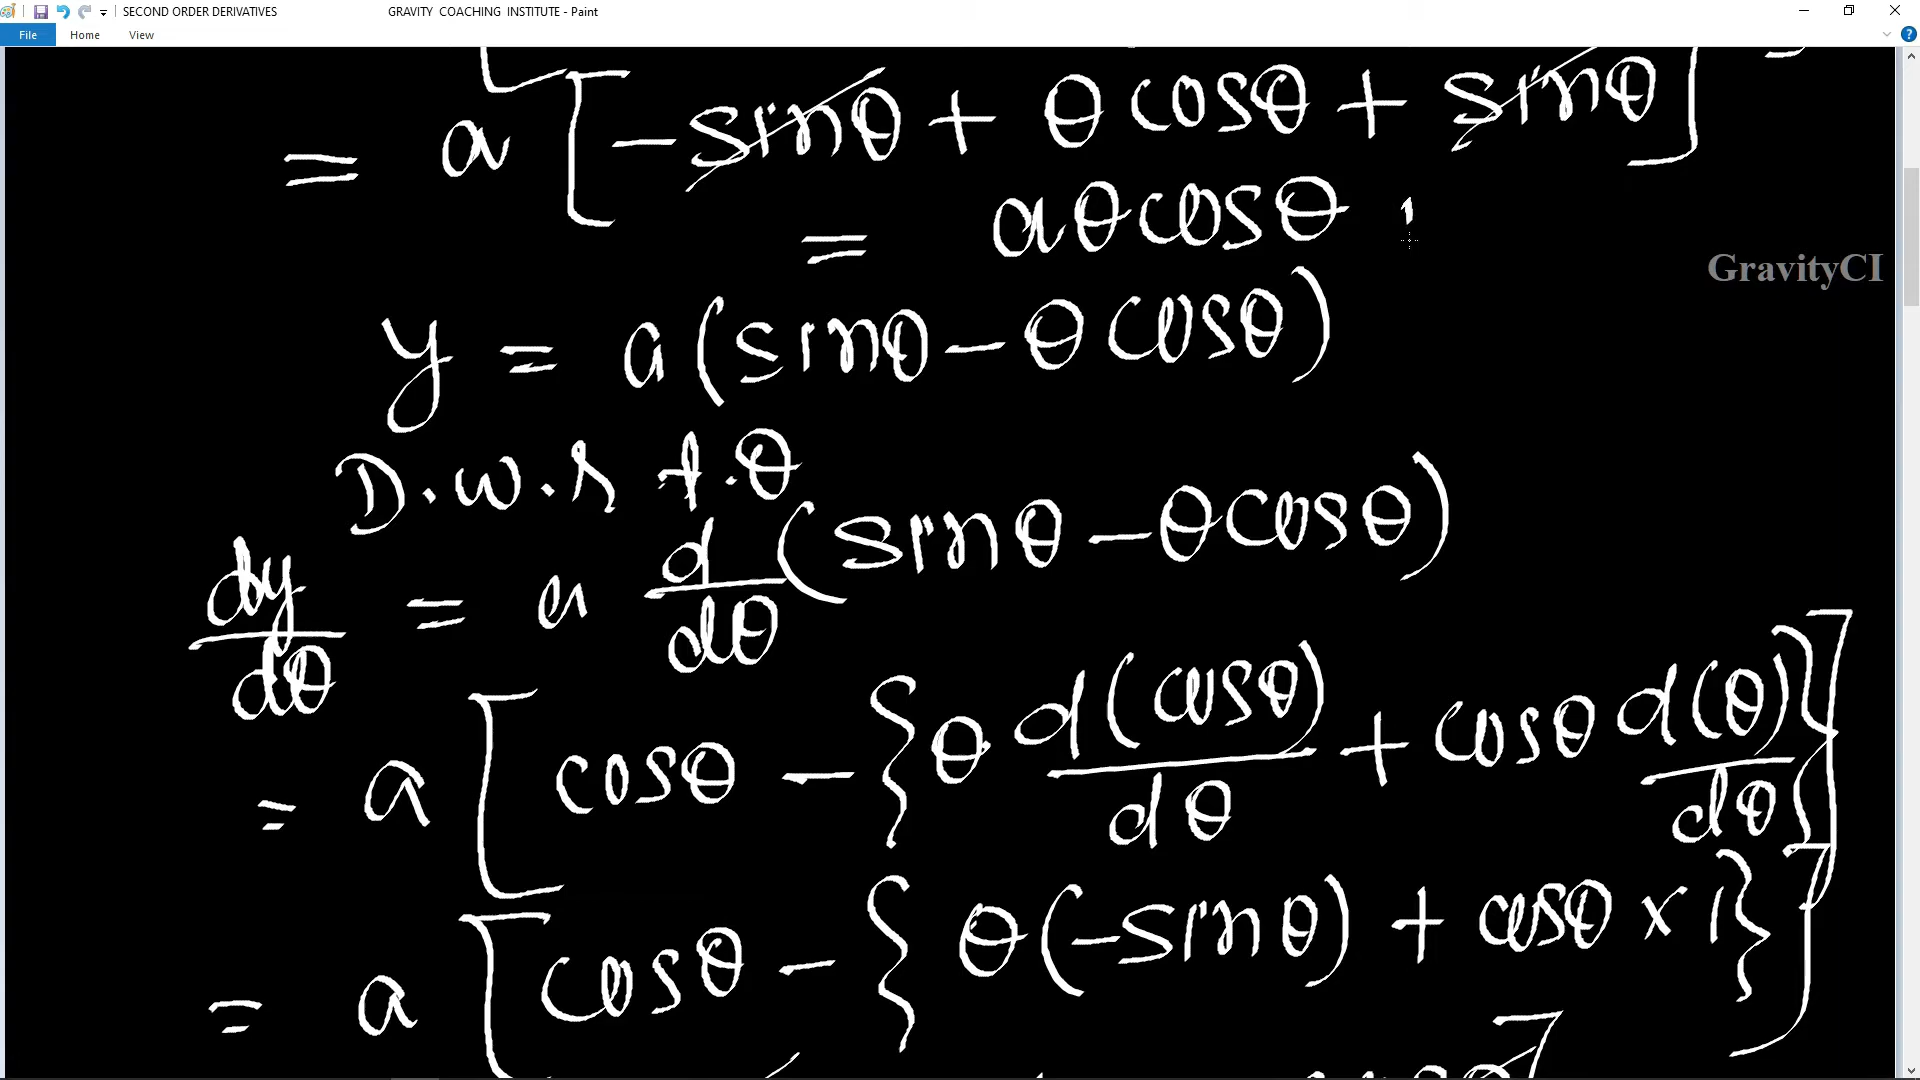 SECOND ORDER DERIVATIVES GRAVITY COACHING INSTITUTE - Paint
File Home View
= a [ -sinθ + θ cosθ + sinθ ]
= aθcosθ
GravityCI
y = a(sinθ - θ cosθ)
D.w.r.t.θ
dy/dθ = a d/dθ (sinθ - θcosθ)
= a [ cosθ - { θ d(cosθ)/dθ + cosθ d(θ)/dθ } ]
= a [ cosθ - { θ(-sinθ) + cosθ x 1 } ]